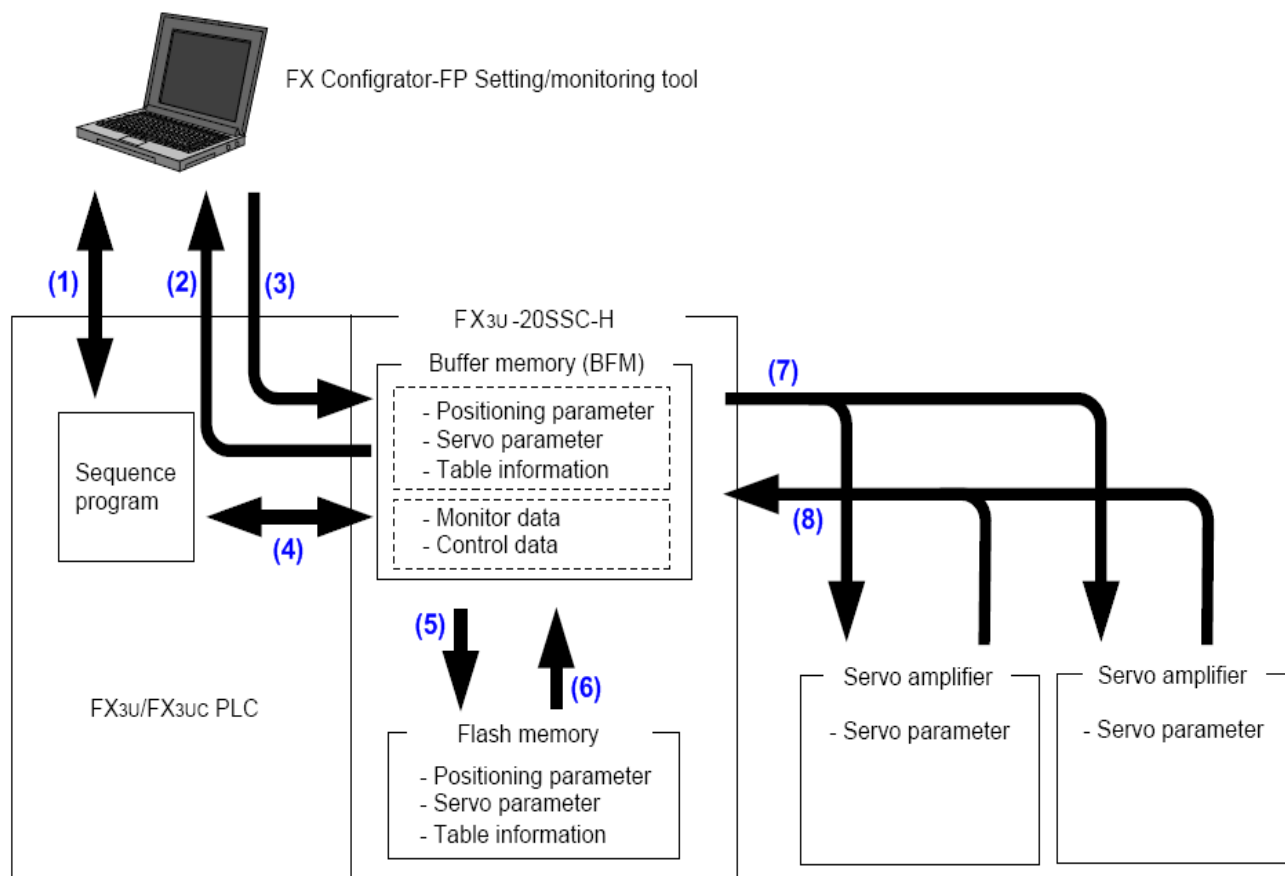 FX Configrator-FP Setting/monitoring tool
(1)
(2)
(3)
FX3U-20SSC-H
Buffer memory (BFM)
- Positioning parameter
- Servo parameter
- Table information
- Monitor data
- Control data
Sequence
program
(4)
(7)
(8)
(5)
(6)
FX3U/FX3UC PLC
Flash memory
- Positioning parameter
- Servo parameter
- Table information
Servo amplifier
- Servo parameter
Servo amplifier
- Servo parameter